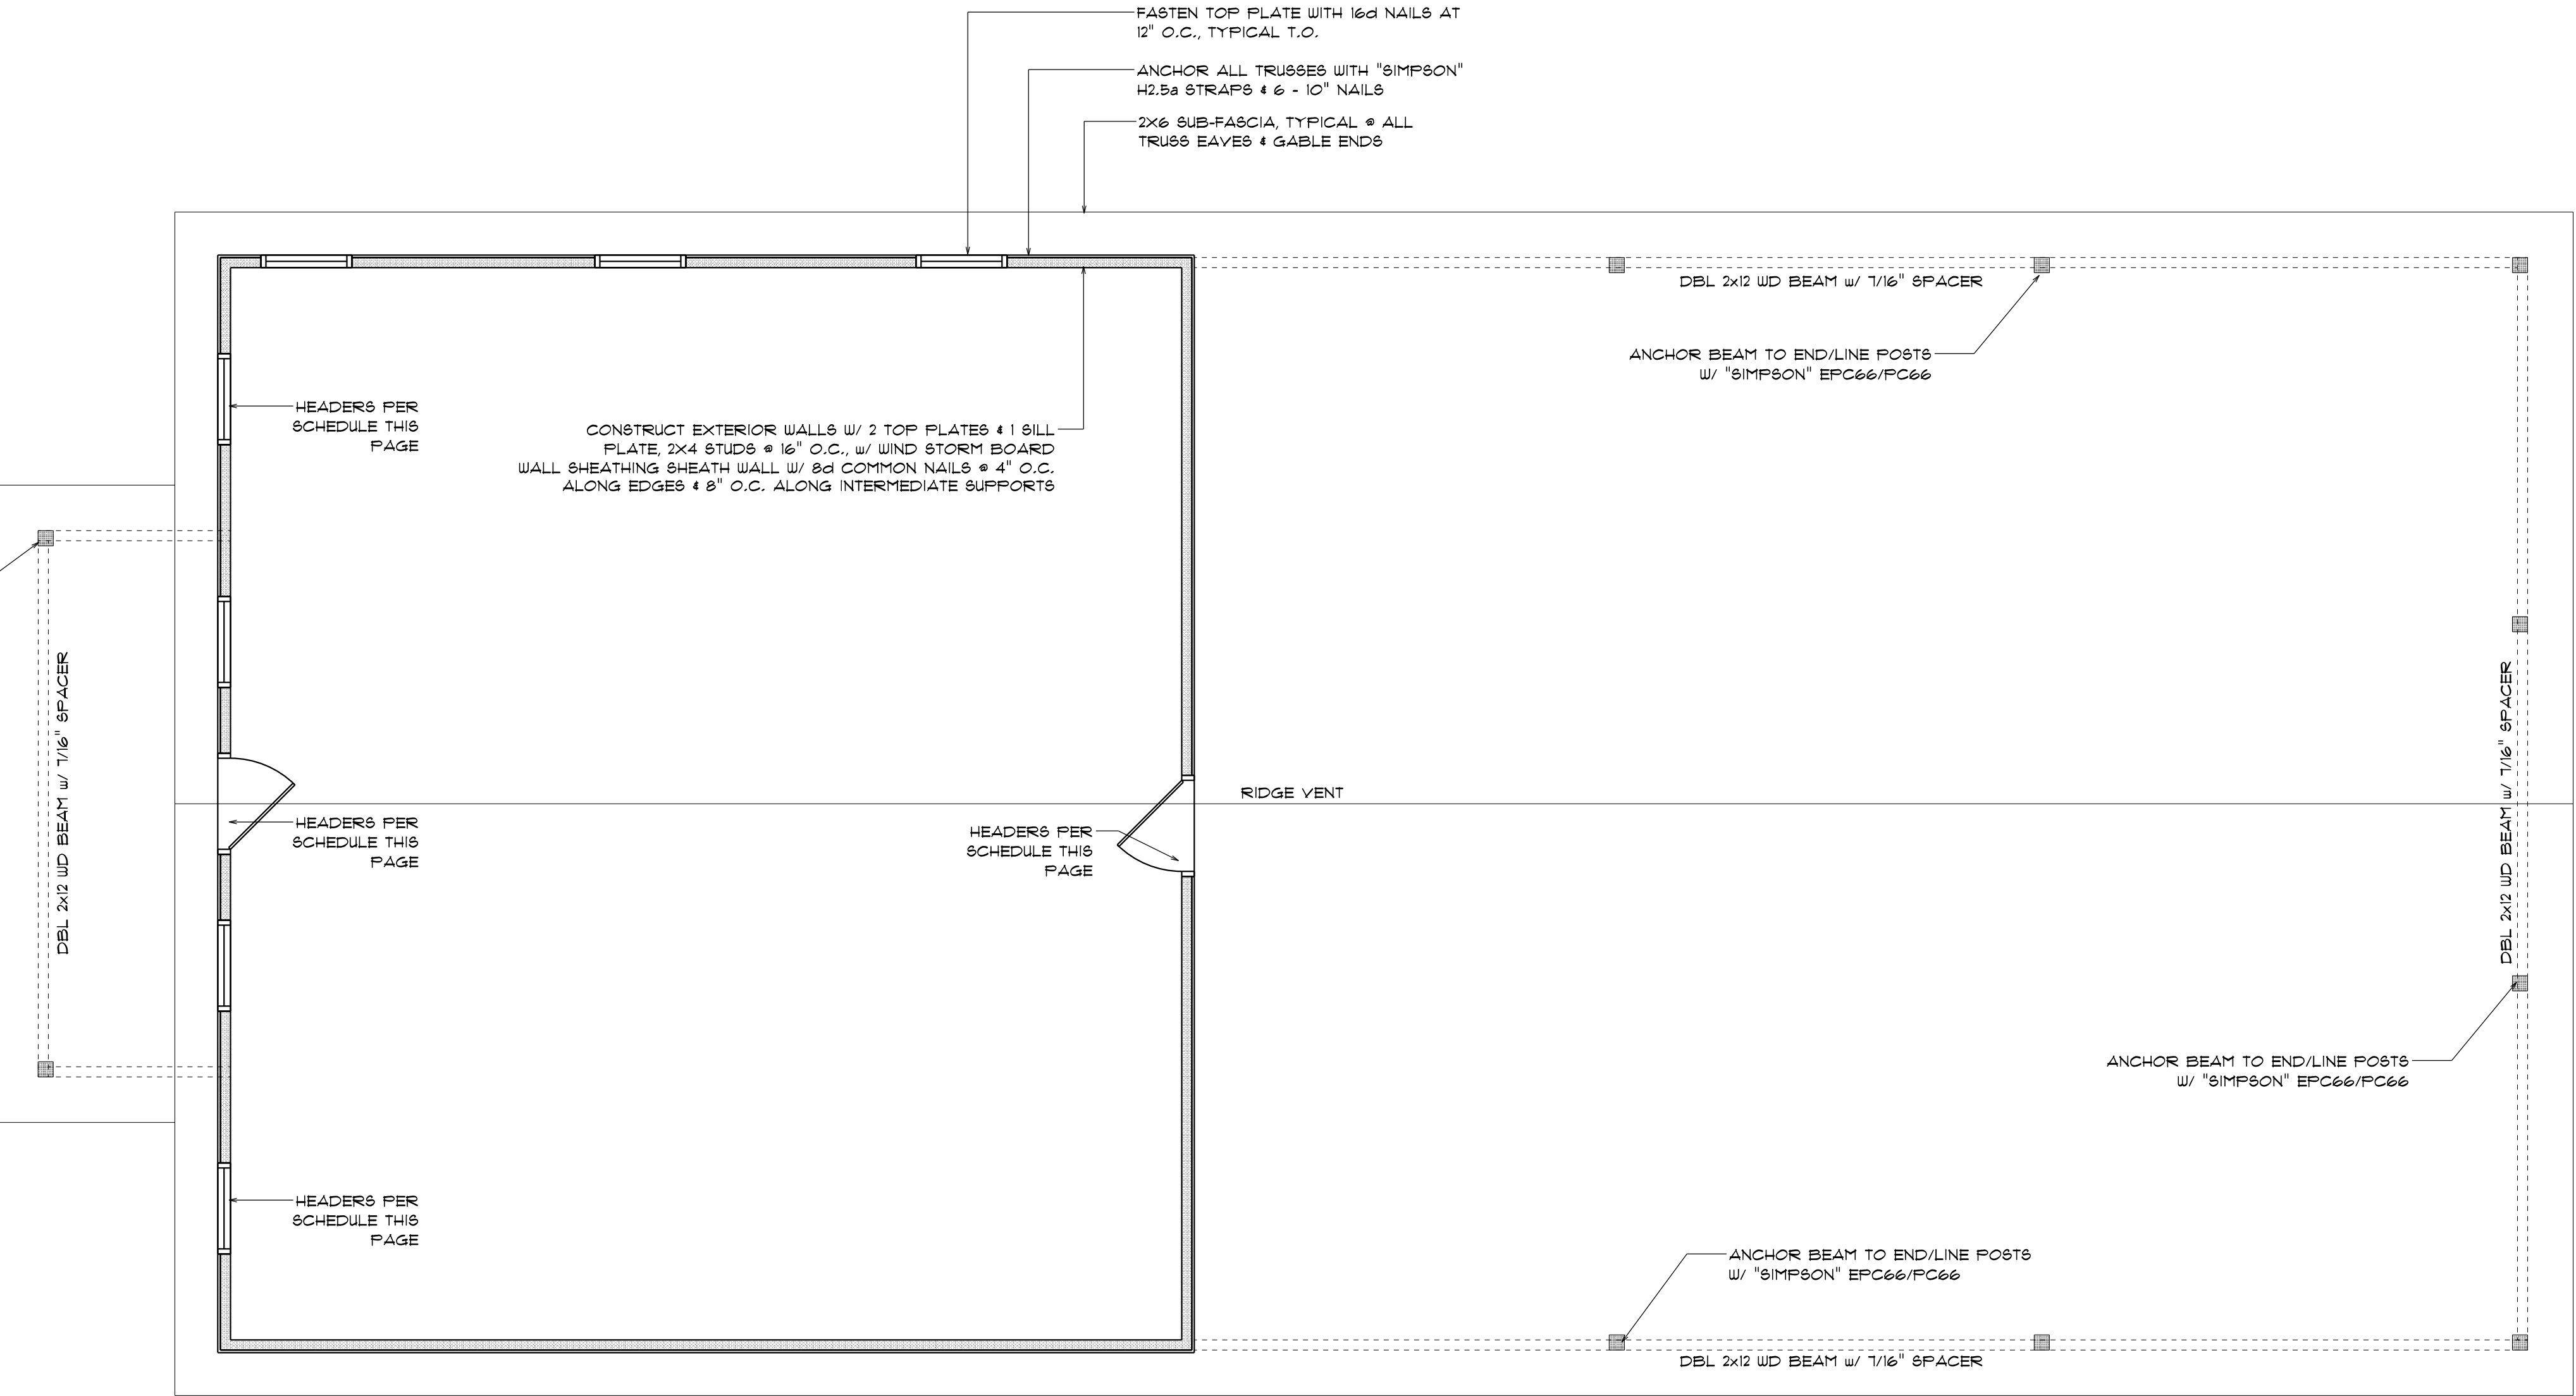 FASTEN TOP PLATE WITH 16d NAILS AT
12" O.C., TYPICAL T.O.
ANCHOR ALL TRUSSES WITH "SIMPSON"
H2.5a STRAPS & 6 - 10" NAILS
2X6 SUB-FASCIA, TYPICAL @ ALL
TRUSS EAVES & GABLE ENDS
DBL 2x12 WD BEAM w/ 7/16" SPACER
ANCHOR BEAM TO END/LINE POSTS
W/ "SIMPSON" EPC66/PC66
HEADERS PER
SCHEDULE THIS
PAGE
CONSTRUCT EXTERIOR WALLS W/ 2 TOP PLATES & 1 SILL
PLATE, 2X4 STUDS @ 16" O.C., w/ WIND STORM BOARD
WALL SHEATHING SHEATH WALL W/ 8d COMMON NAILS @ 4" O.C.
ALONG EDGES & 8" O.C. ALONG INTERMEDIATE SUPPORTS
DBL 2x12 WD BEAM w/ 7/16" SPACER
DBL 2x12 WD BEAM w/ 7/16" SPACER
RIDGE VENT
HEADERS PER
SCHEDULE THIS
PAGE
HEADERS PER
SCHEDULE THIS
PAGE
ANCHOR BEAM TO END/LINE POSTS
W/ "SIMPSON" EPC66/PC66
HEADERS PER
SCHEDULE THIS
PAGE
ANCHOR BEAM TO END/LINE POSTS
W/ "SIMPSON" EPC66/PC66
DBL 2x12 WD BEAM w/ 7/16" SPACER